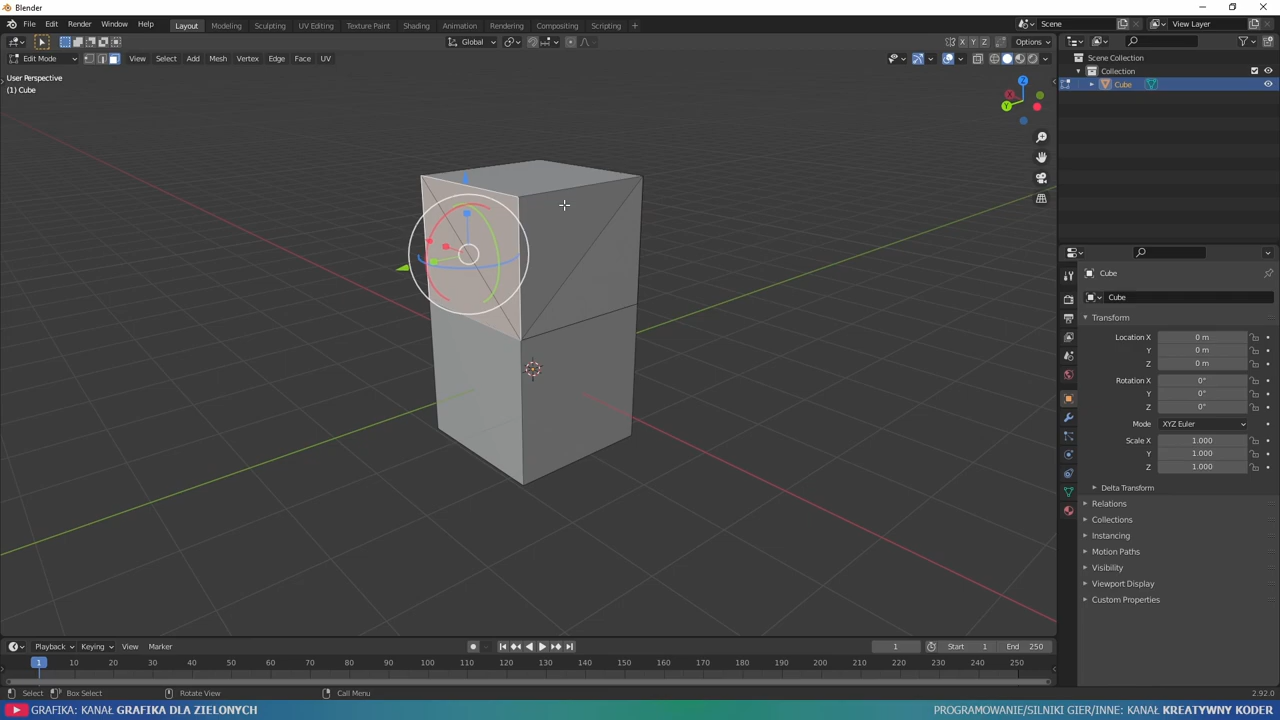 Blender
File Edit Render Window Help Layout Modeling Sculpting UV Editing Texture Paint Shading Animation Rendering Compositing Scripting + Scene View Layer
Global X Y Z Options
Edit Mode View Select Add Mesh Vertex Edge Face UV
User Perspective
(1) Cube
Z
X
Y
Scene Collection
Collection
Cube
Cube
Cube
Transform
Location X 0 m
Y 0 m
Z 0 m
Rotation X 0°
Y 0°
Z 0°
Mode XYZ Euler
Scale X 1.000
Y 1.000
Z 1.000
Delta Transform
Relations
Collections
Instancing
Motion Paths
Visibility
Viewport Display
Custom Properties
Playback Keying View Marker 1 Start 1 End 250
1 10 20 30 40 50 60 70 80 90 100 110 120 130 140 150 160 170 180 190 200 210 220 230 240 250
Select Box Select Rotate View Call Menu 2.92.0
GRAFIKA: KANAŁ GRAFIKA DLA ZIELONYCH PROGRAMOWANIE/SILNIKI GIER/INNE: KANAŁ KREATYWNY KODER